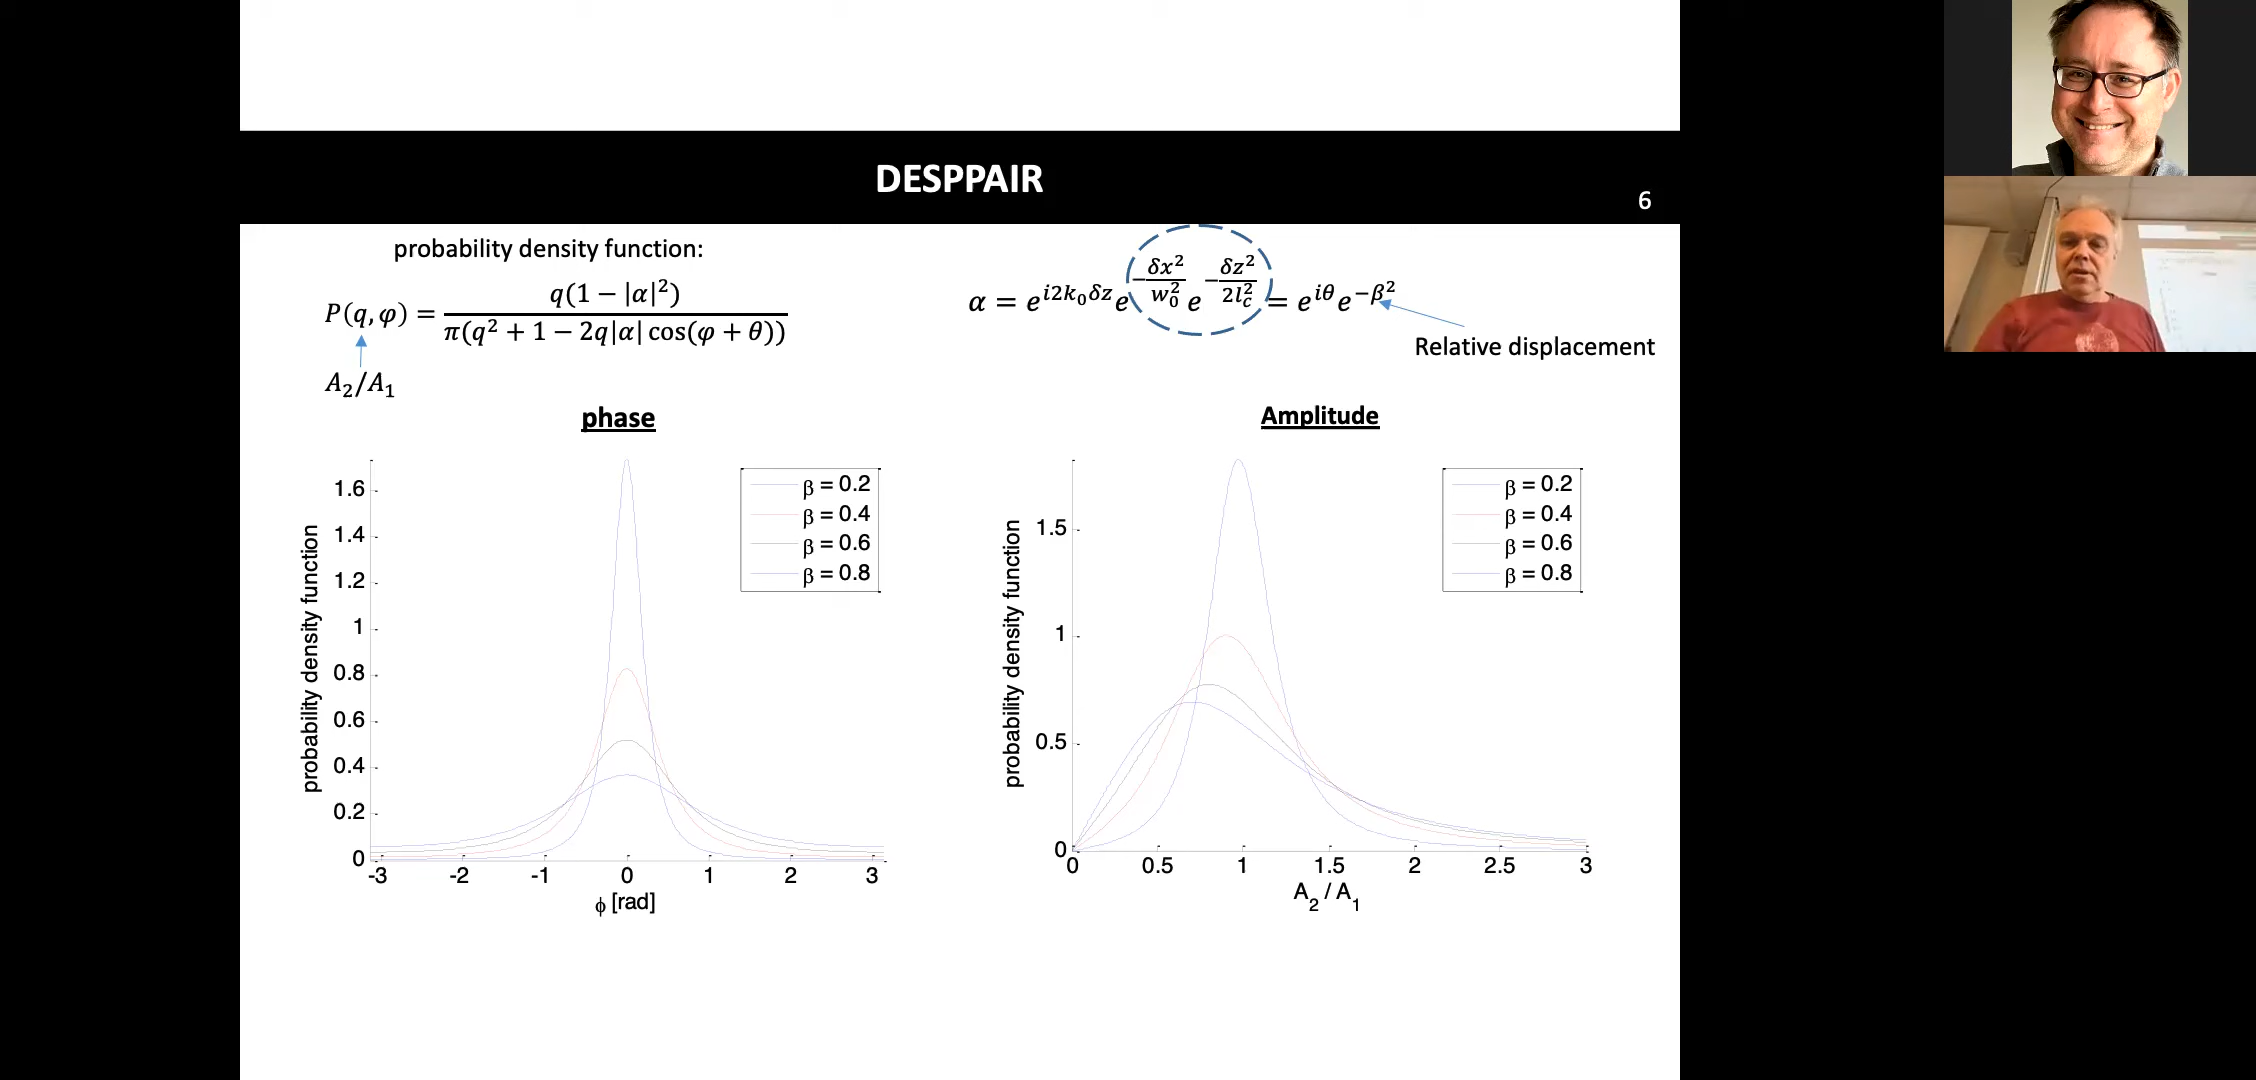 DESPPAIR
6
probability density function:
P(q, φ) = q(1 − |α|²) / π(q² + 1 − 2q|α| cos(φ + θ))
A₂/A₁
α = e^{i2k₀δz} e^{−δx²/w₀²} e^{−δz²/2l_c²} = e^{iθ} e^{−β²}
Relative displacement
phase
probability density function
1.6
1.4
1.2
1
0.8
0.6
0.4
0.2
0
-3 -2 -1 0 1 2 3
ϕ [rad]
β = 0.2
β = 0.4
β = 0.6
β = 0.8
Amplitude
probability density function
1.5
1
0.5
0
0 0.5 1 1.5 2 2.5 3
A₂ / A₁
β = 0.2
β = 0.4
β = 0.6
β = 0.8